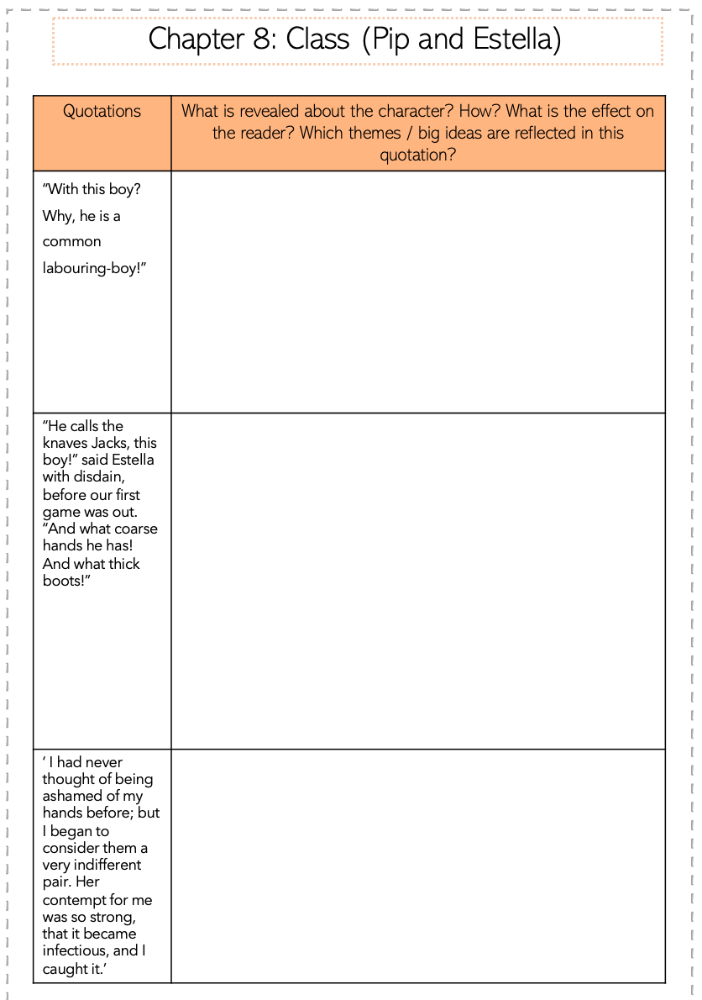 Chapter 8: Class (Pip and Estella)
Quotations
What is revealed about the character? How? What is the effect on
the reader? Which themes / big ideas are reflected in this
quotation?
“With this boy?
Why, he is a
common
labouring-boy!”
“He calls the
knaves Jacks, this
boy!” said Estella
with disdain,
before our first
game was out.
“And what coarse
hands he has!
And what thick
boots!”
‘ I had never
thought of being
ashamed of my
hands before; but
I began to
consider them a
very indifferent
pair. Her
contempt for me
was so strong,
that it became
infectious, and I
caught it.’